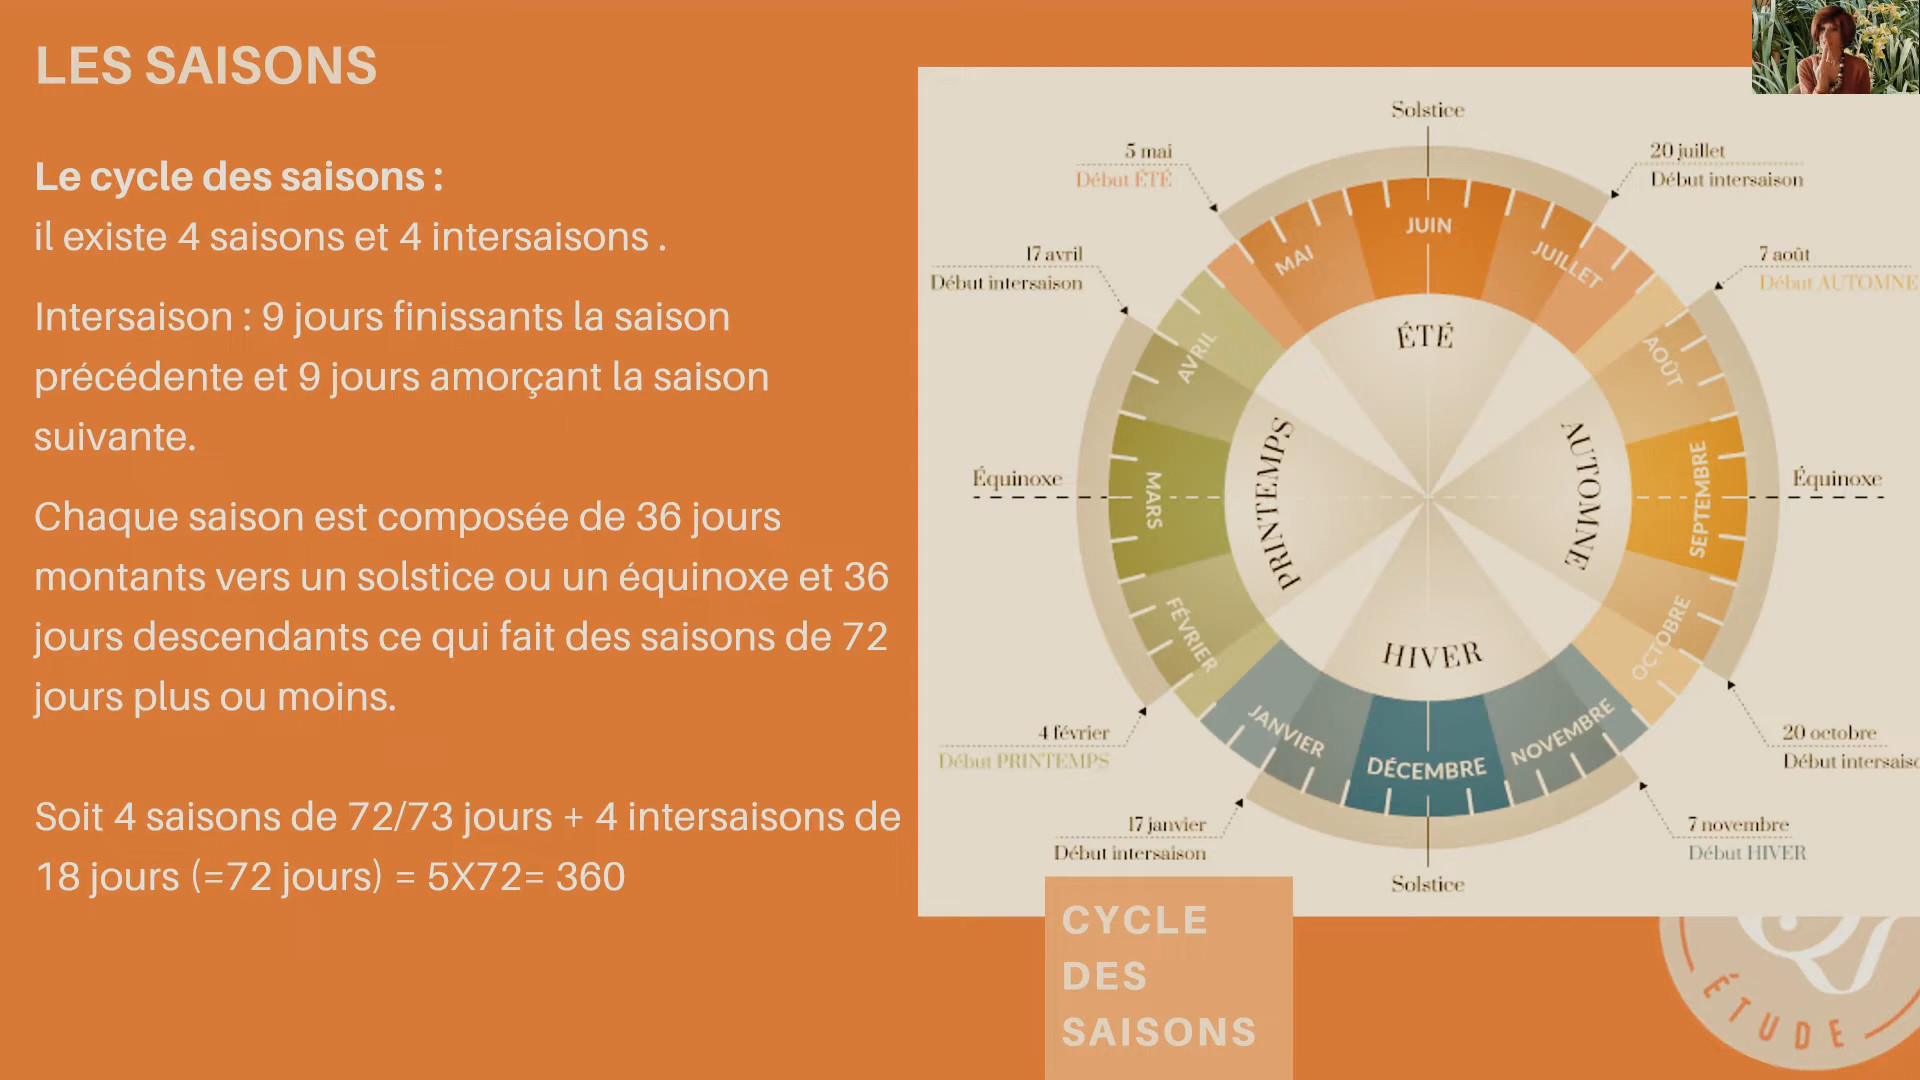 LES SAISONS
Le cycle des saisons :
il existe 4 saisons et 4 intersaisons .
Intersaison : 9 jours finissants la saison
précédente et 9 jours amorçant la saison
suivante.
Chaque saison est composée de 36 jours
montants vers un solstice ou un équinoxe et 36
jours descendants ce qui fait des saisons de 72
jours plus ou moins.
Soit 4 saisons de 72/73 jours + 4 intersaisons de
18 jours (=72 jours) = 5X72= 360
Solstice
5 mai
Début ÉTÉ
20 juillet
Début intersaison
17 avril
Début intersaison
7 août
Début AUTOMNE
Équinoxe
Équinoxe
4 février
Début PRINTEMPS
20 octobre
Début intersaiso
17 janvier
Début intersaison
7 novembre
Début HIVER
Solstice
JANVIER
FÉVRIER
MARS
AVRIL
MAI
JUIN
JUILLET
AOÛT
SEPTEMBRE
OCTOBRE
NOVEMBRE
DÉCEMBRE
ÉTÉ
AUTOMNE
HIVER
PRINTEMPS
CYCLE
DES
SAISONS
ÉTUDE